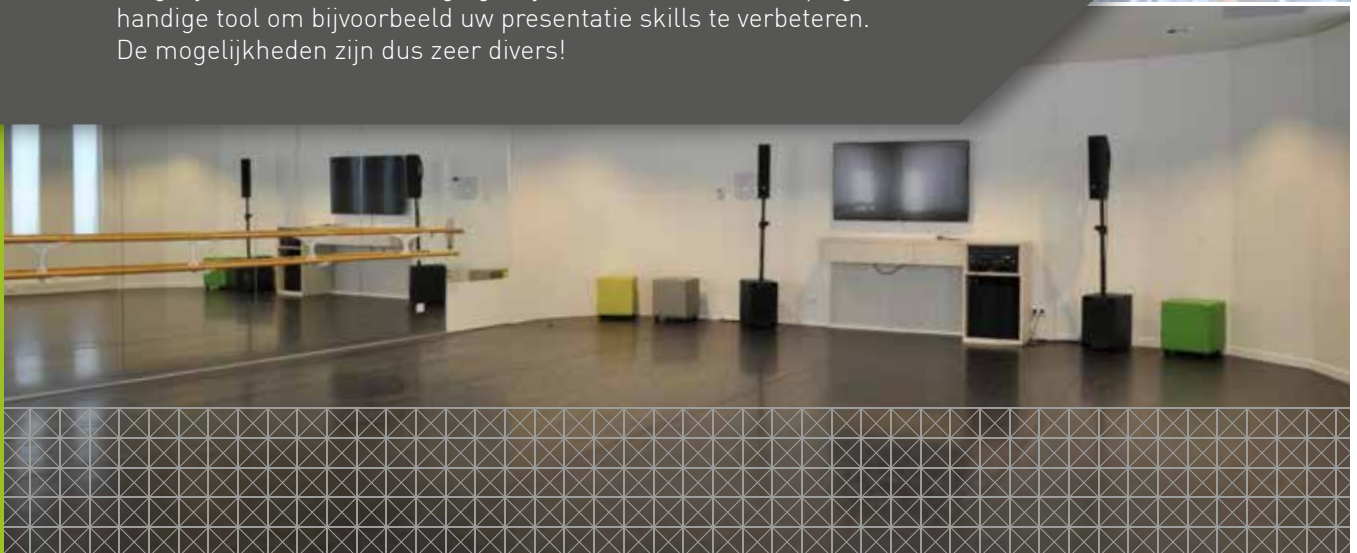 handige tool om bijvoorbeeld uw presentatie skills te verbeteren.
De mogelijkheden zijn dus zeer divers!